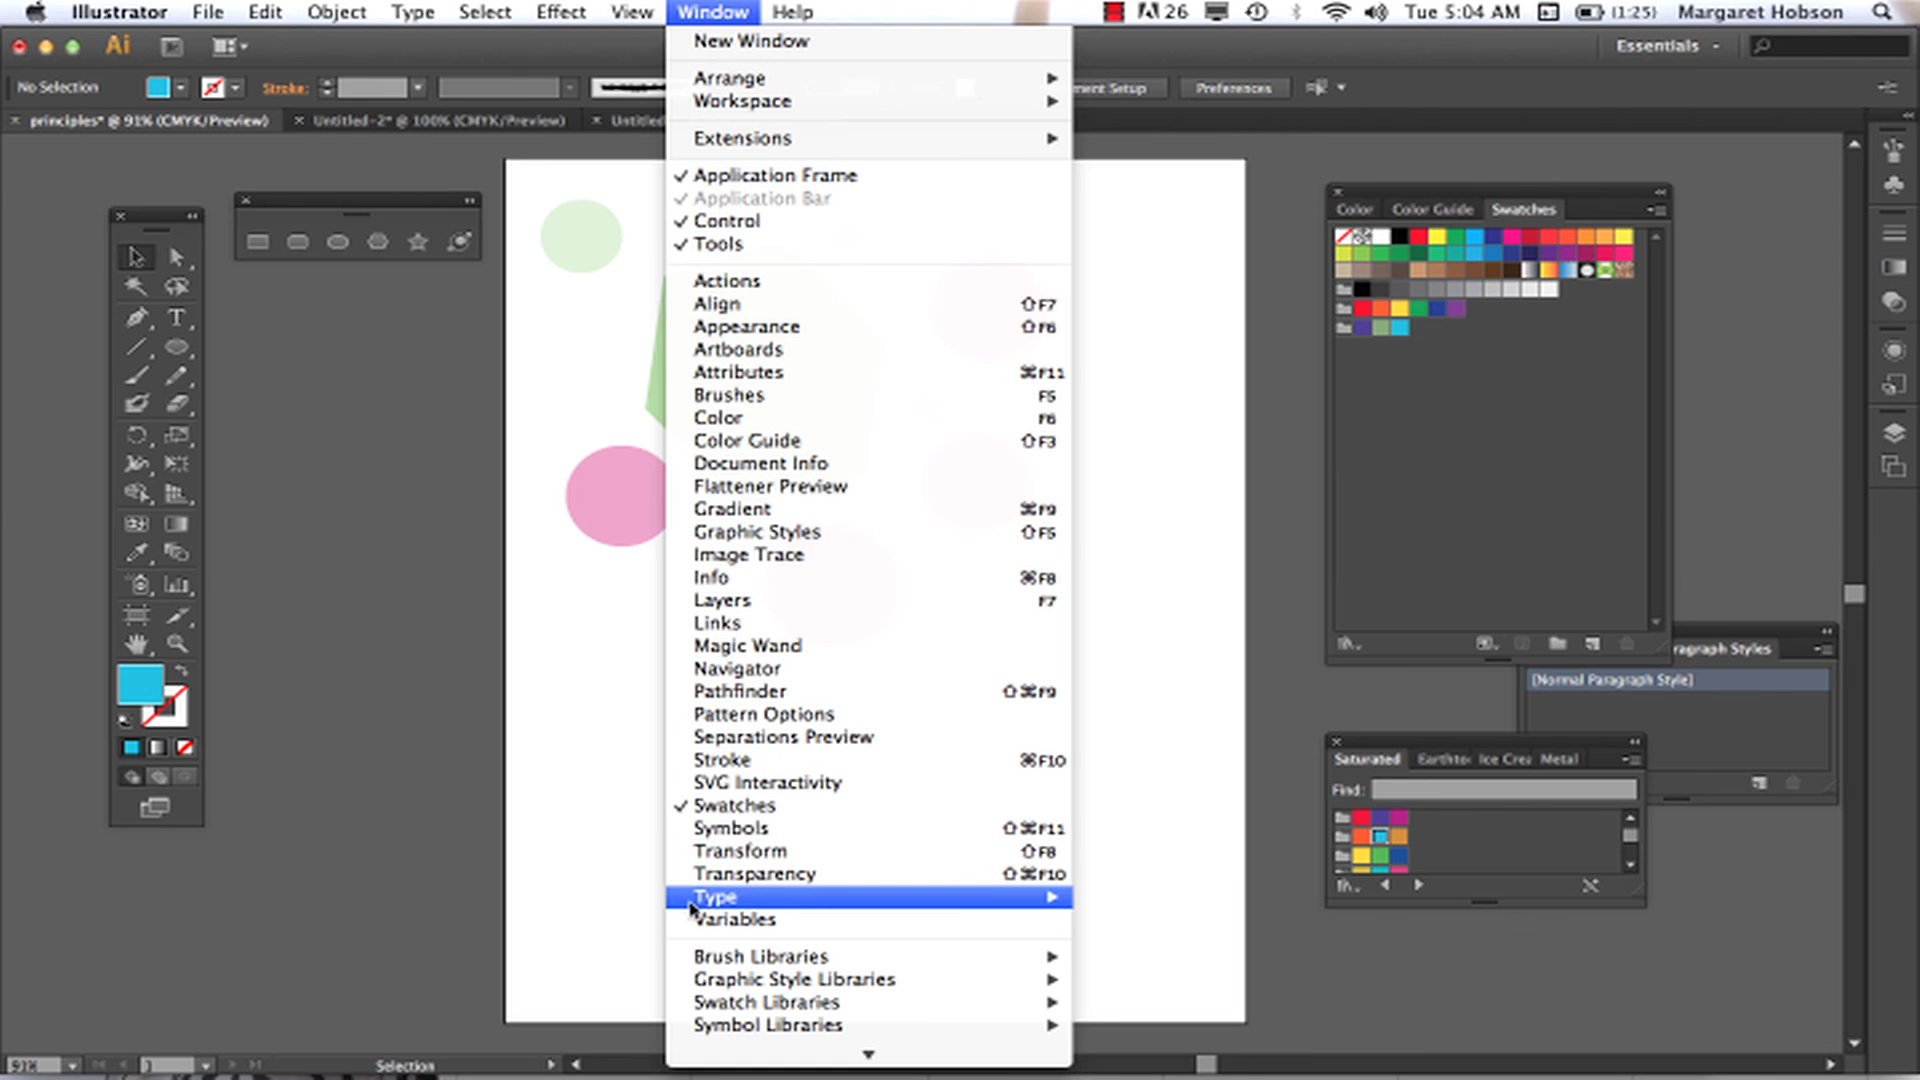 Illustrator File Edit Object Type Select Effect View Window Help
26 Tue 5:04 AM (1:25) Margaret Hobson
Ai Essentials
No Selection Stroke: ment Setup Preferences
principles* @ 91% (CMYK/Preview) Untitled-2* @ 100% (CMYK/Preview) Untitled
New Window
Arrange
Workspace
Extensions
Application Frame
Application Bar
Control
Tools
Actions
Align ⇧F7
Appearance ⇧F6
Artboards
Attributes ⌘F11
Brushes F5
Color F6
Color Guide ⇧F3
Document Info
Flattener Preview
Gradient ⌘F9
Graphic Styles ⇧F5
Image Trace
Info ⌘F8
Layers F7
Links
Magic Wand
Navigator
Pathfinder ⇧⌘F9
Pattern Options
Separations Preview
Stroke ⌘F10
SVG Interactivity
Swatches
Symbols ⇧⌘F11
Transform ⇧F8
Transparency ⇧⌘F10
Type
Variables
Brush Libraries
Graphic Style Libraries
Swatch Libraries
Symbol Libraries
Color Color Guide Swatches
ragraph Styles
[Normal Paragraph Style]
Saturated Earthto Ice Crea Metal
Find:
91% 1 Selection